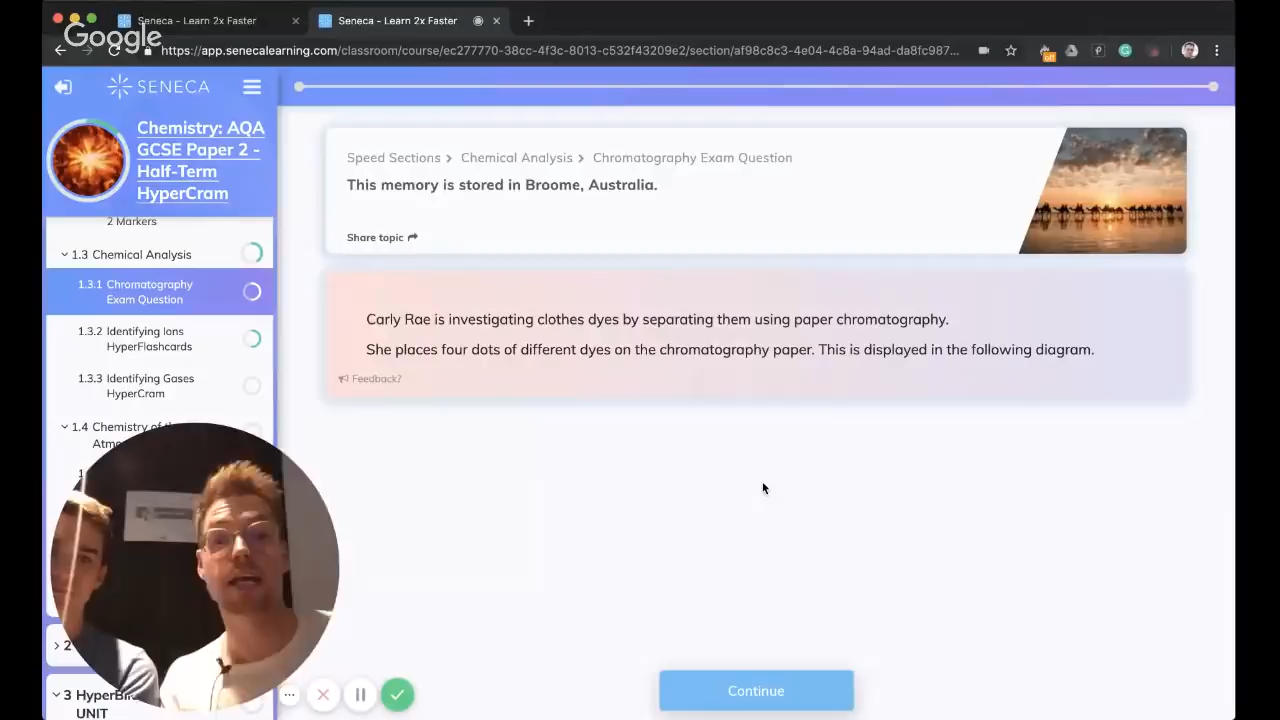 Seneca - Learn 2x Faster
Seneca - Learn 2x Faster
Google
https://app.senecalearning.com/classroom/course/ec277770-38cc-4f3c-8013-c532f43209e2/section/af98c8c3-4e04-4c8a-94ad-da8fc987...
off
SENECA
Chemistry: AQA
GCSE Paper 2 -
Half-Term
HyperCram
2 Markers
1.3 Chemical Analysis
1.3.1 Chromatography
Exam Question
1.3.2 Identifying Ions
HyperFlashcards
1.3.3 Identifying Gases
HyperCram
1.4 Chemistry of the
Atmo
1
2
3 HyperBi
UNIT
Speed Sections > Chemical Analysis > Chromatography Exam Question
This memory is stored in Broome, Australia.
Share topic
Carly Rae is investigating clothes dyes by separating them using paper chromatography.
She places four dots of different dyes on the chromatography paper. This is displayed in the following diagram.
Feedback?
Continue